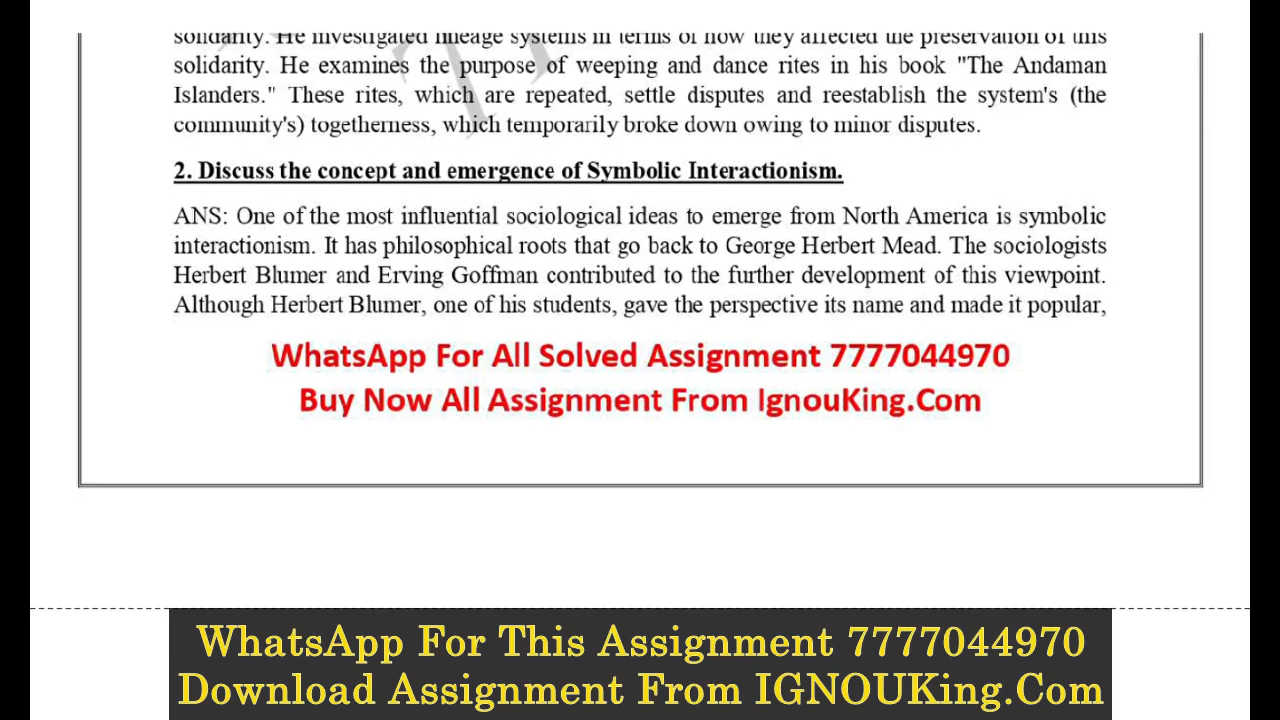 solidarity. He investigated lineage systems in terms of how they affected the preservation of this
solidarity. He examines the purpose of weeping and dance rites in his book "The Andaman
Islanders." These rites, which are repeated, settle disputes and reestablish the system's (the
community's) togetherness, which temporarily broke down owing to minor disputes.
2. Discuss the concept and emergence of Symbolic Interactionism.
ANS: One of the most influential sociological ideas to emerge from North America is symbolic
interactionism. It has philosophical roots that go back to George Herbert Mead. The sociologists
Herbert Blumer and Erving Goffman contributed to the further development of this viewpoint.
Although Herbert Blumer, one of his students, gave the perspective its name and made it popular,
WhatsApp For All Solved Assignment 7777044970
Buy Now All Assignment From IgnouKing.Com
WhatsApp For This Assignment 7777044970
Download Assignment From IGNOUKing.Com